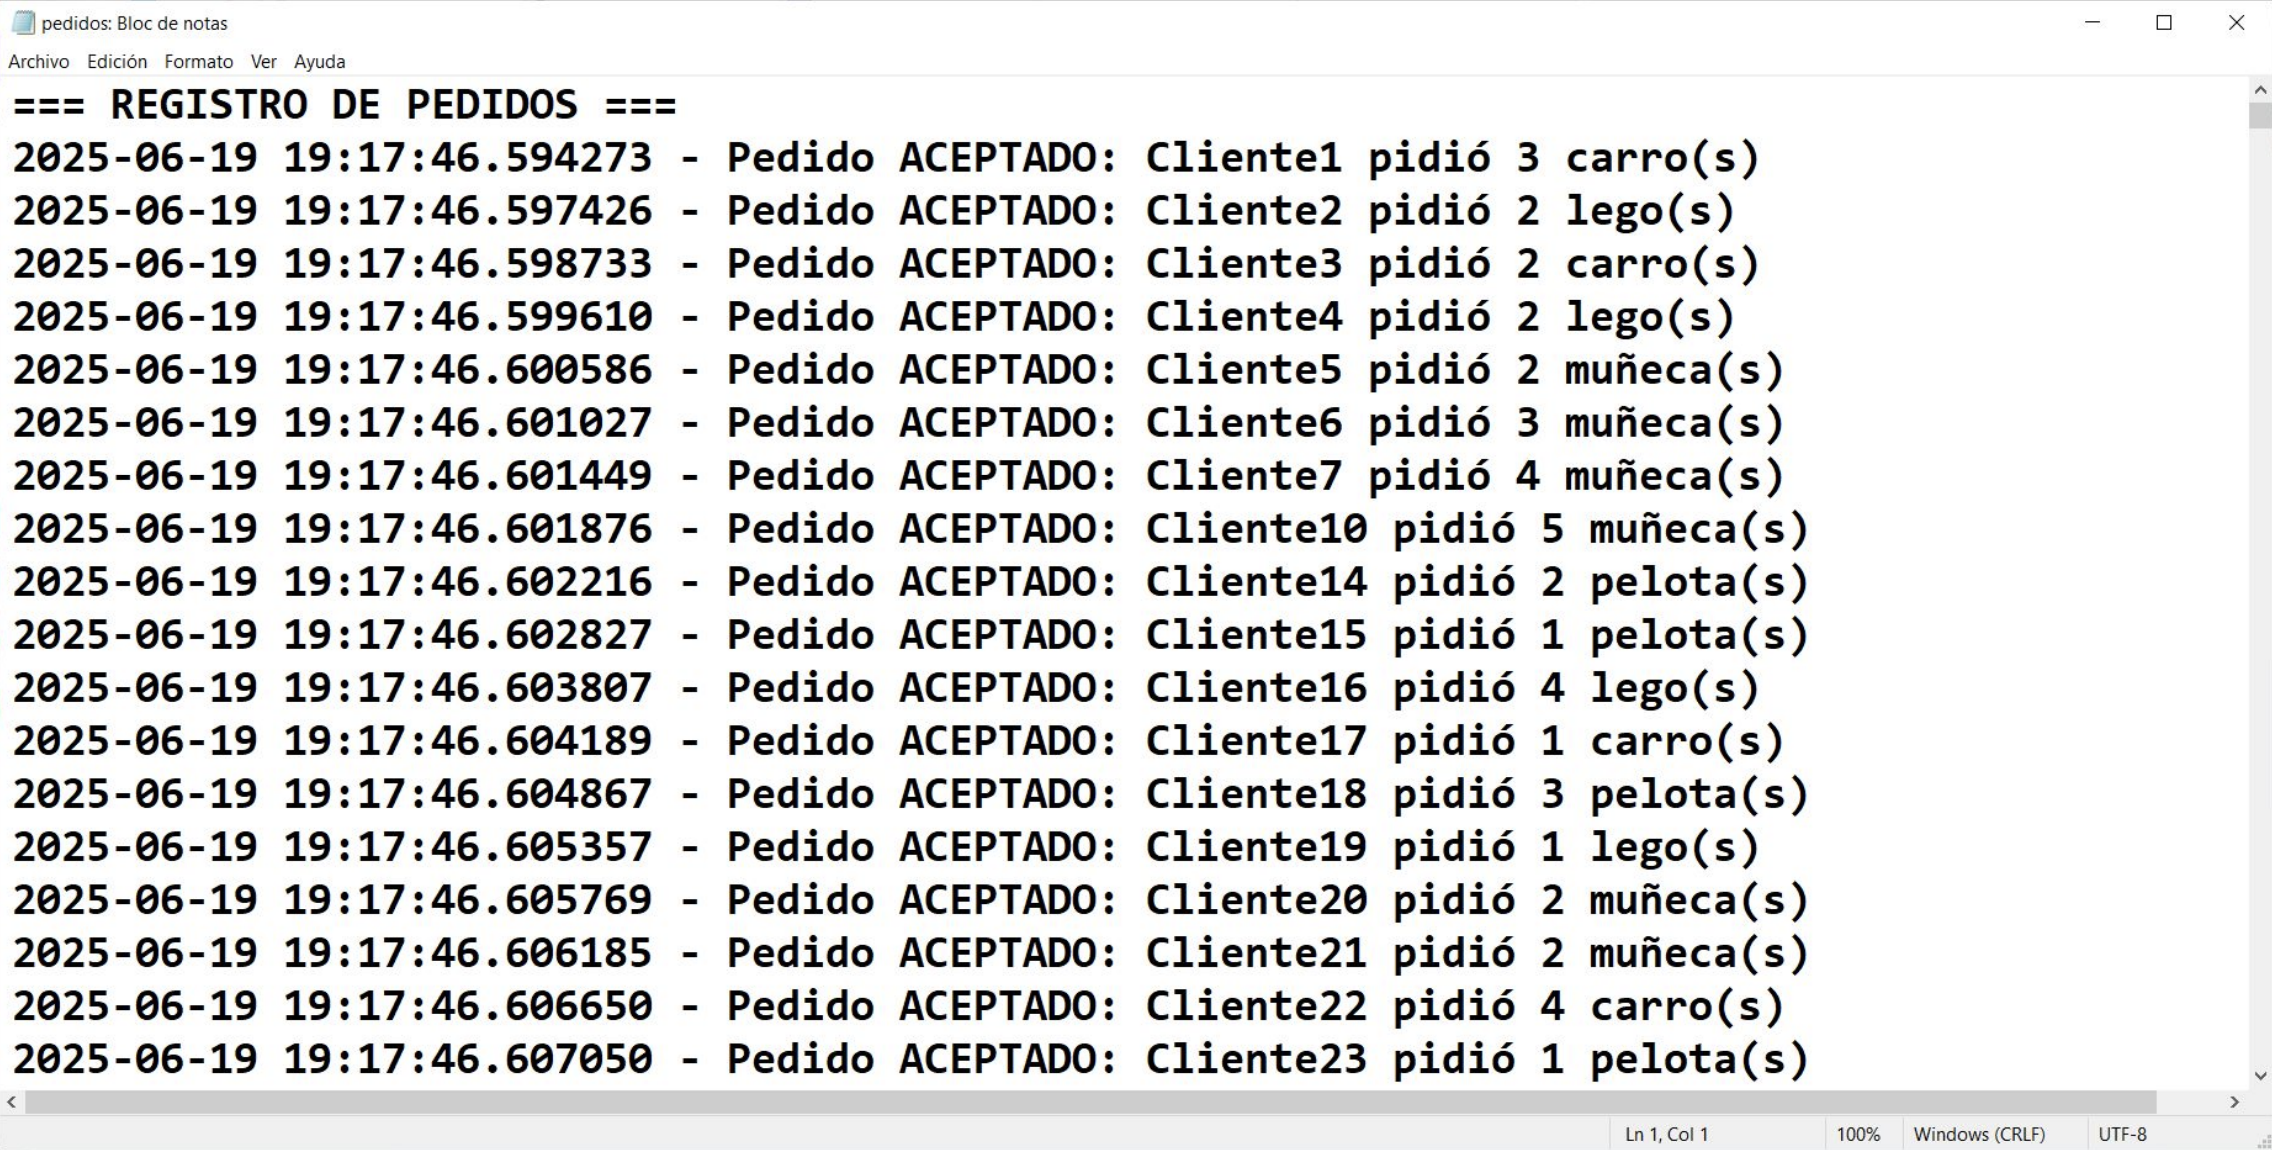 pedidos: Bloc de notas
Archivo Edición Formato Ver Ayuda
=== REGISTRO DE PEDIDOS ===
2025-06-19 19:17:46.594273 - Pedido ACEPTADO: Cliente1 pidió 3 carro(s)
2025-06-19 19:17:46.597426 - Pedido ACEPTADO: Cliente2 pidió 2 lego(s)
2025-06-19 19:17:46.598733 - Pedido ACEPTADO: Cliente3 pidió 2 carro(s)
2025-06-19 19:17:46.599610 - Pedido ACEPTADO: Cliente4 pidió 2 lego(s)
2025-06-19 19:17:46.600586 - Pedido ACEPTADO: Cliente5 pidió 2 muñeca(s)
2025-06-19 19:17:46.601027 - Pedido ACEPTADO: Cliente6 pidió 3 muñeca(s)
2025-06-19 19:17:46.601449 - Pedido ACEPTADO: Cliente7 pidió 4 muñeca(s)
2025-06-19 19:17:46.601876 - Pedido ACEPTADO: Cliente10 pidió 5 muñeca(s)
2025-06-19 19:17:46.602216 - Pedido ACEPTADO: Cliente14 pidió 2 pelota(s)
2025-06-19 19:17:46.602827 - Pedido ACEPTADO: Cliente15 pidió 1 pelota(s)
2025-06-19 19:17:46.603807 - Pedido ACEPTADO: Cliente16 pidió 4 lego(s)
2025-06-19 19:17:46.604189 - Pedido ACEPTADO: Cliente17 pidió 1 carro(s)
2025-06-19 19:17:46.604867 - Pedido ACEPTADO: Cliente18 pidió 3 pelota(s)
2025-06-19 19:17:46.605357 - Pedido ACEPTADO: Cliente19 pidió 1 lego(s)
2025-06-19 19:17:46.605769 - Pedido ACEPTADO: Cliente20 pidió 2 muñeca(s)
2025-06-19 19:17:46.606185 - Pedido ACEPTADO: Cliente21 pidió 2 muñeca(s)
2025-06-19 19:17:46.606650 - Pedido ACEPTADO: Cliente22 pidió 4 carro(s)
2025-06-19 19:17:46.607050 - Pedido ACEPTADO: Cliente23 pidió 1 pelota(s)
Ln 1, Col 1 100% Windows (CRLF) UTF-8